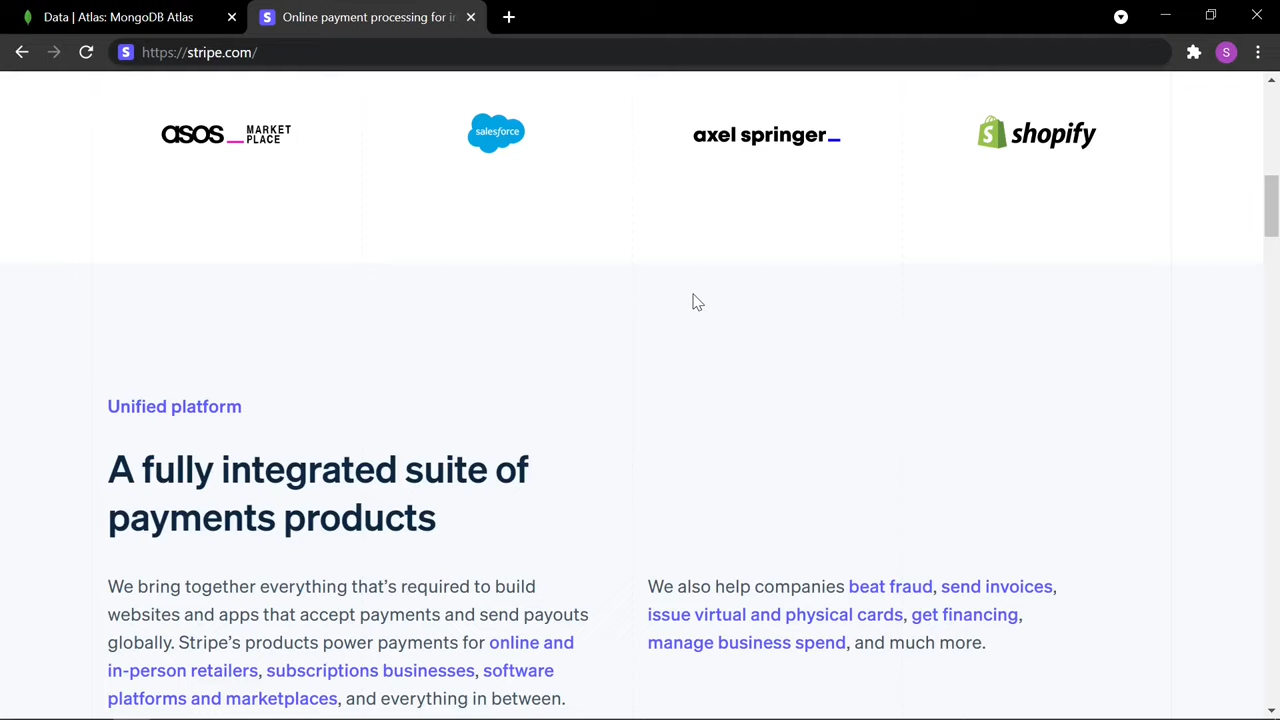 Data | Atlas: MongoDB Atlas
Online payment processing for in
https://stripe.com/
S
S
asos MARKET PLACE
salesforce
axel springer_
shopify
Unified platform
A fully integrated suite of
payments products
We bring together everything that's required to build
websites and apps that accept payments and send payouts
globally. Stripe's products power payments for online and
in-person retailers, subscriptions businesses, software
platforms and marketplaces, and everything in between.
We also help companies beat fraud, send invoices,
issue virtual and physical cards, get financing,
manage business spend, and much more.